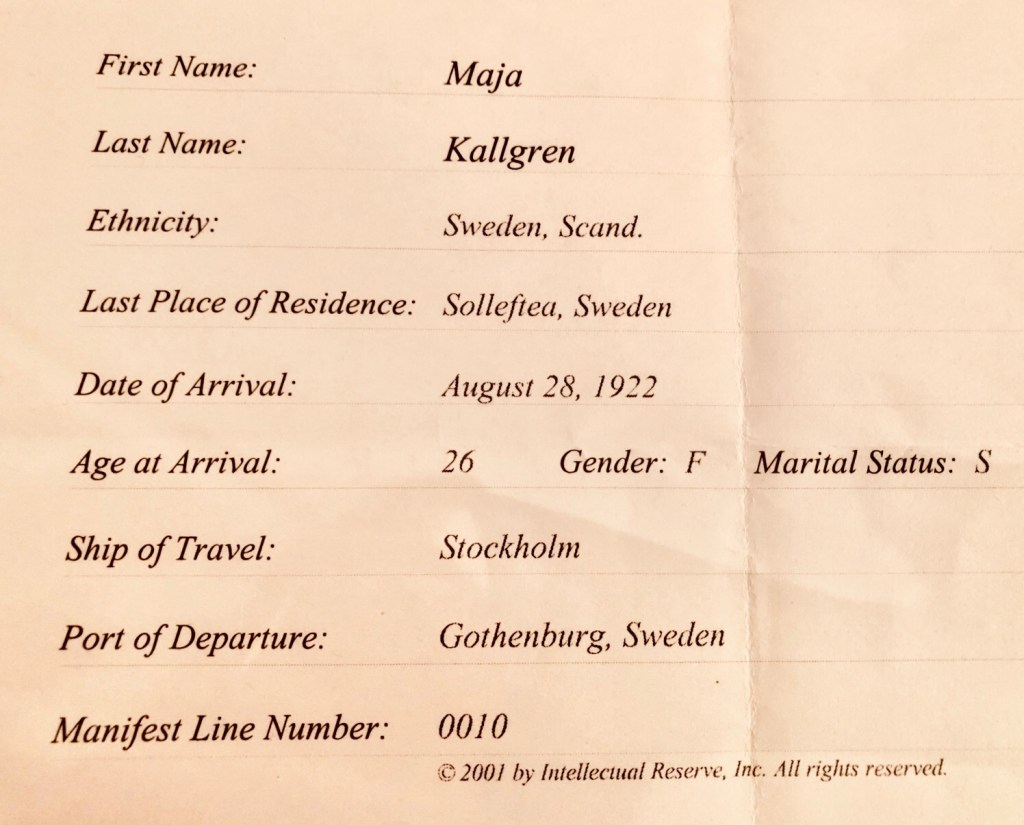 First Name: Maja
Last Name: Kallgren
Ethnicity: Sweden, Scand.
Last Place of Residence: Solleftea, Sweden
Date of Arrival: August 28, 1922
Age at Arrival: 26 Gender: F Marital Status: S
Ship of Travel: Stockholm
Port of Departure: Gothenburg, Sweden
Manifest Line Number: 0010
© 2001 by Intellectual Reserve, Inc. All rights reserved.